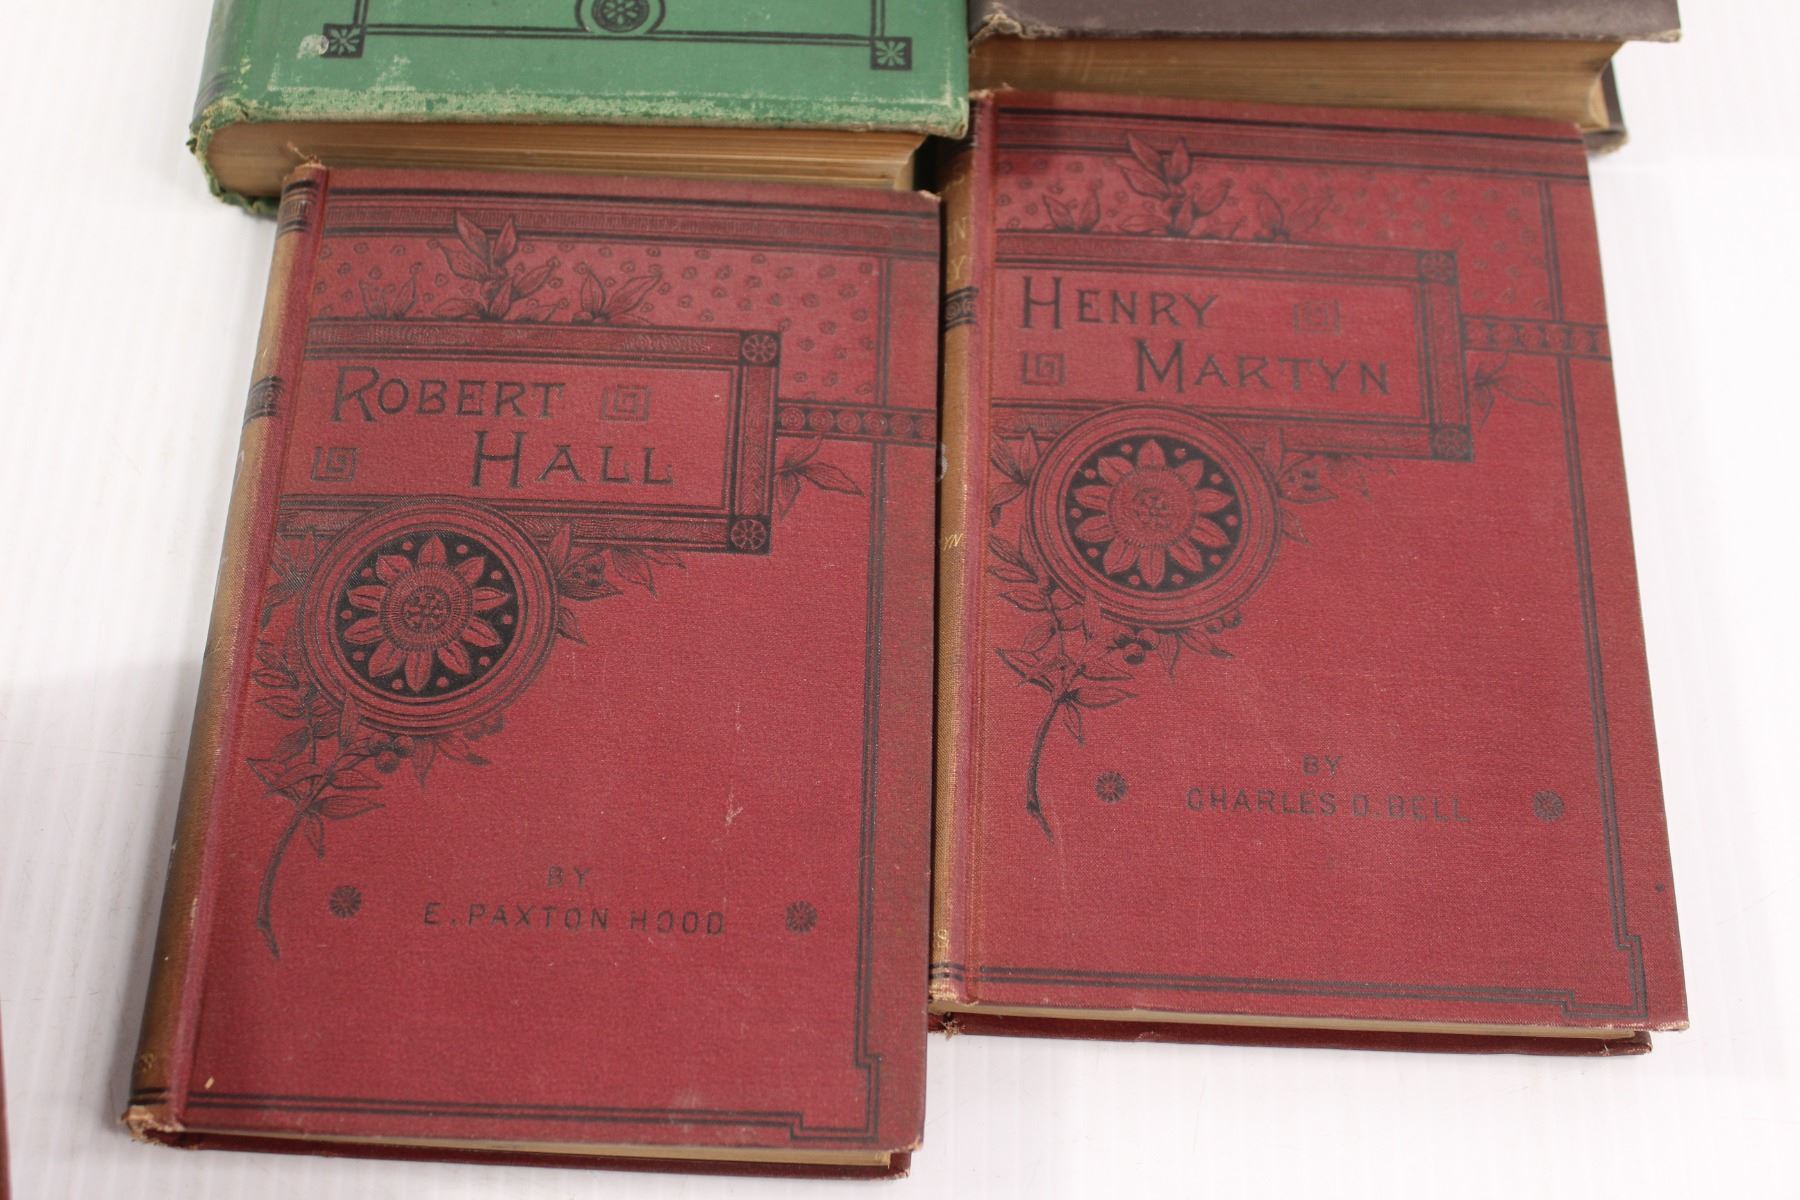 ROBERT
HALL
BY
E. PAXTON HOOD
HENRY
MARTYN
BY
CHARLES D. BELL